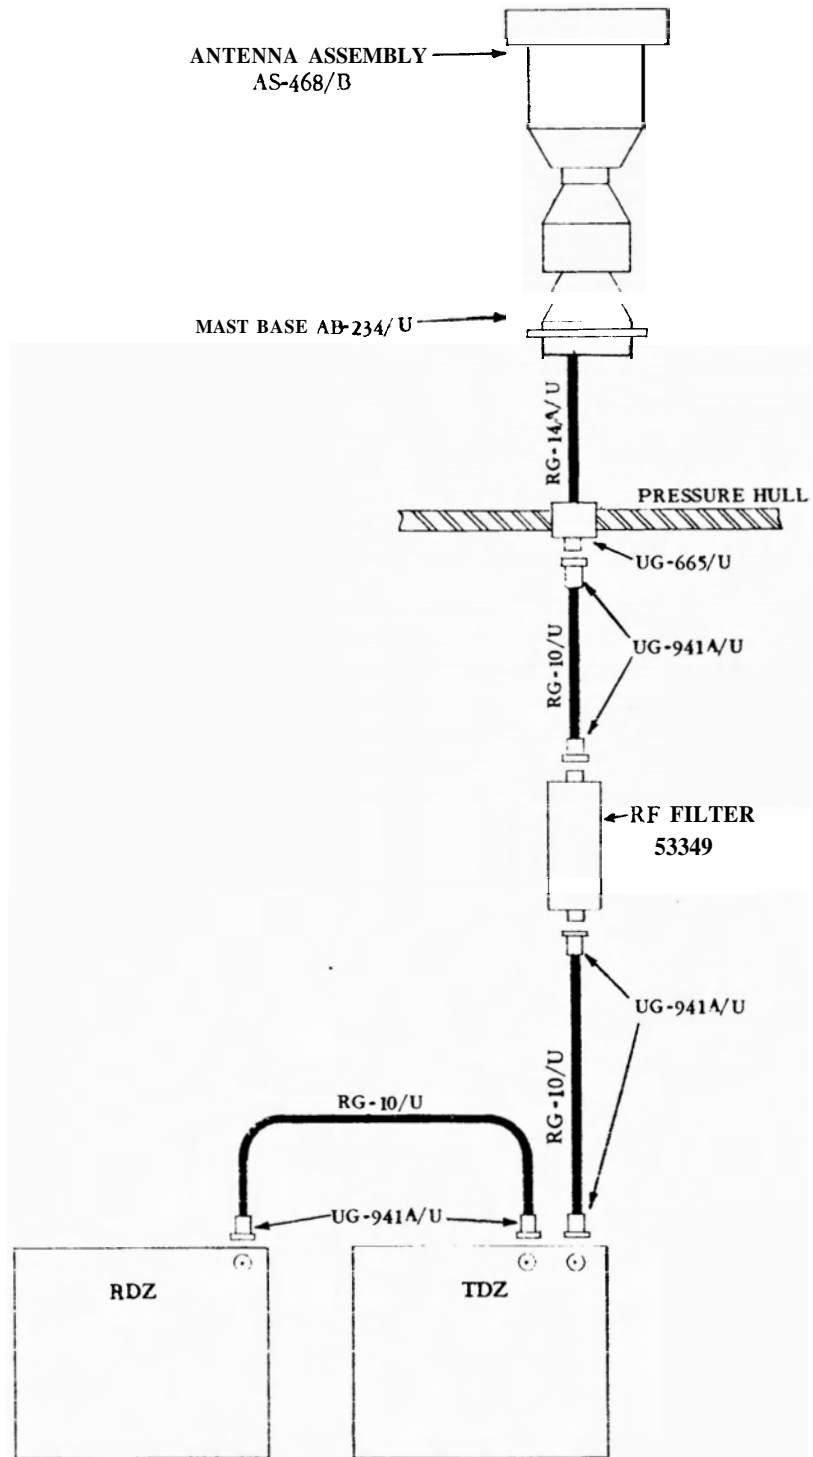 ANTENNA ASSEMBLY
AS-468/B
MAST BASE AB-234/U
RG-14A/U
PRESSURE HULL
UG-665/U
RG-10/U
UG-941A/U
RF FILTER
53349
UG-941A/U
RG-10/U
RG-10/U
UG-941A/U
RDZ
TDZ